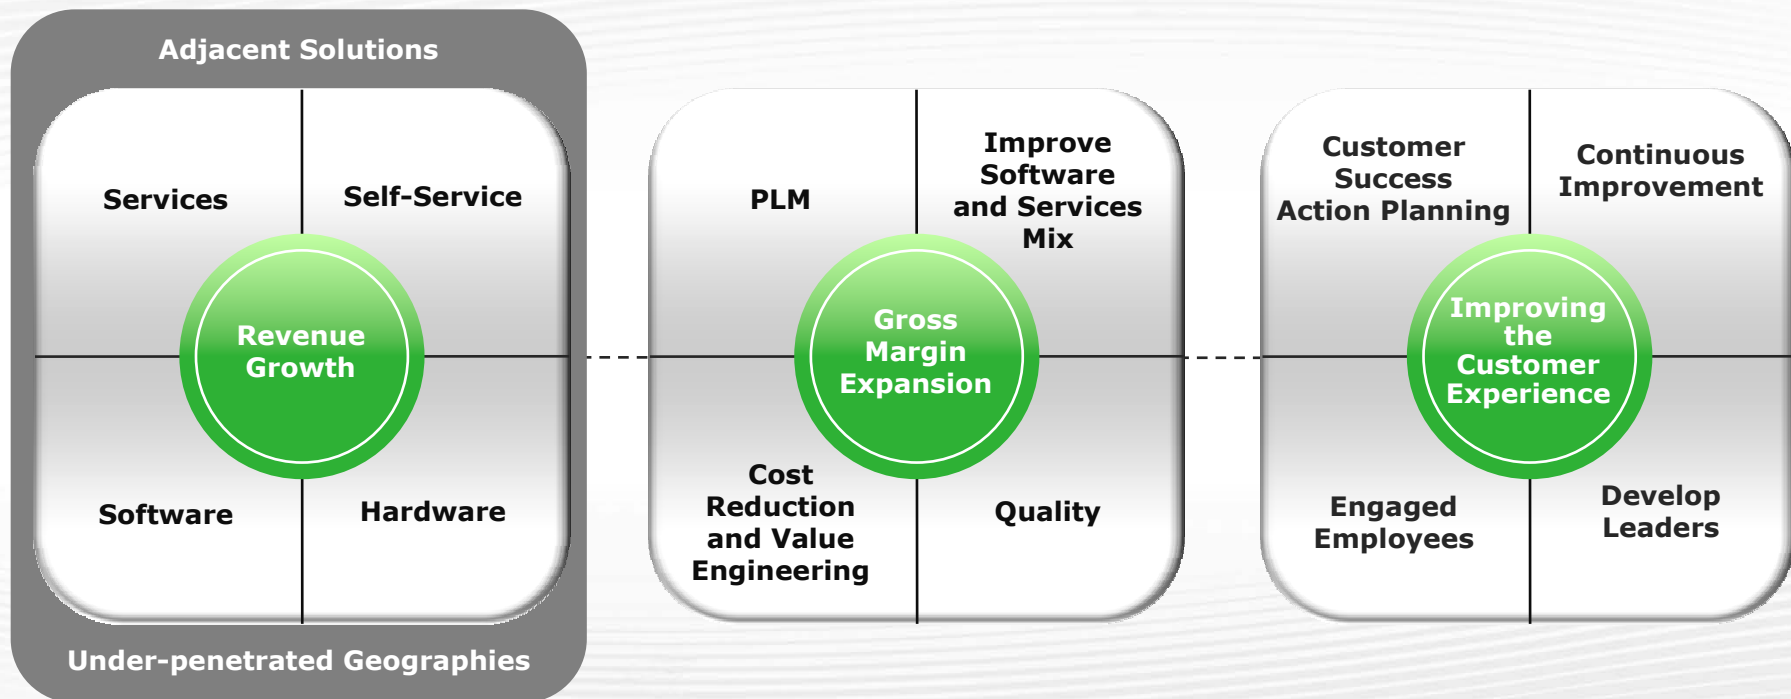 Adjacent Solutions
Services
Self-Service
Revenue
Growth
Software
Hardware
Under-penetrated Geographies
PLM
Improve
Software
and Services
Mix
Gross
Margin
Expansion
Cost
Reduction
and Value
Engineering
Quality
Customer
Success
Action Planning
Continuous
Improvement
Improving
the
Customer
Experience
Engaged
Employees
Develop
Leaders